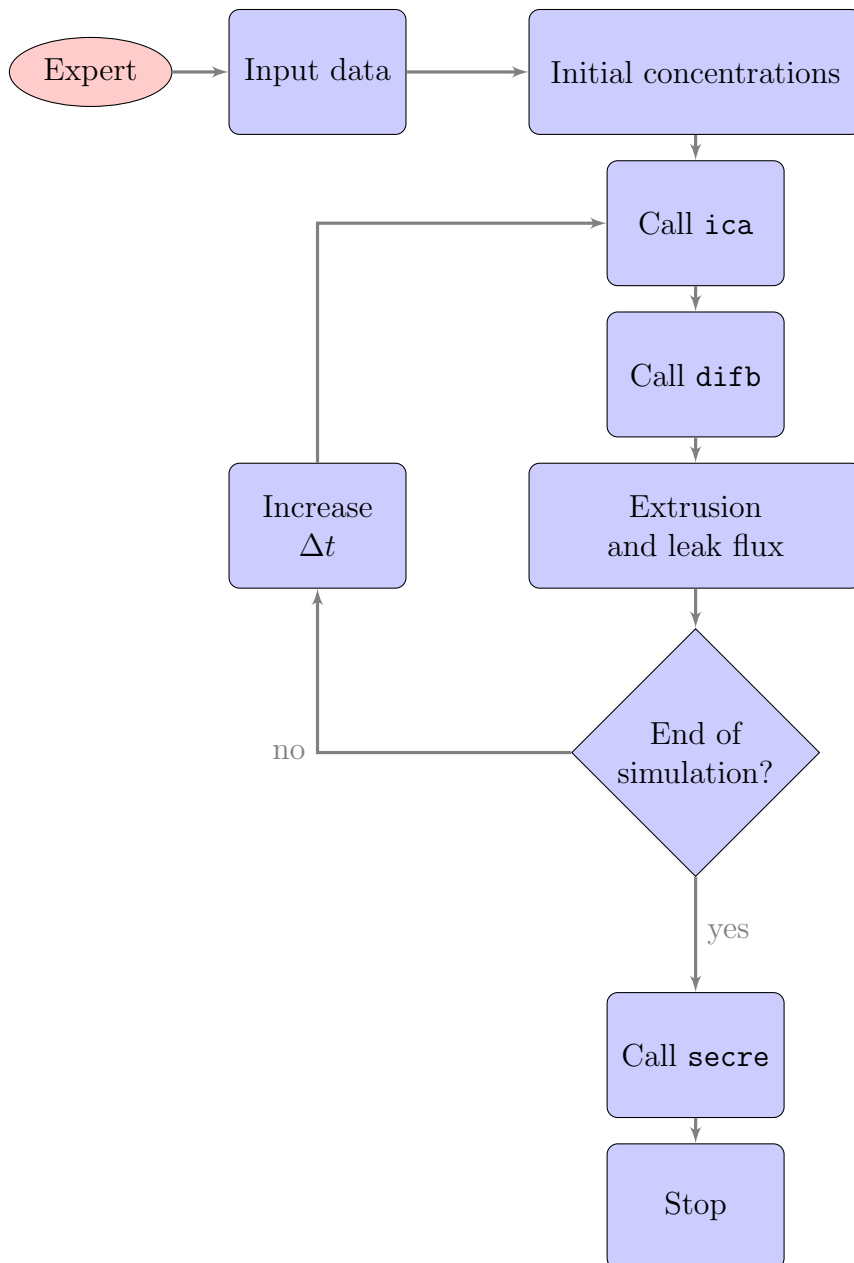 Expert
Input data
Initial concentrations
Call ica
Call difb
Increase
Δt
Extrusion
and leak flux
End of
simulation?
no
yes
Call secre
Stop